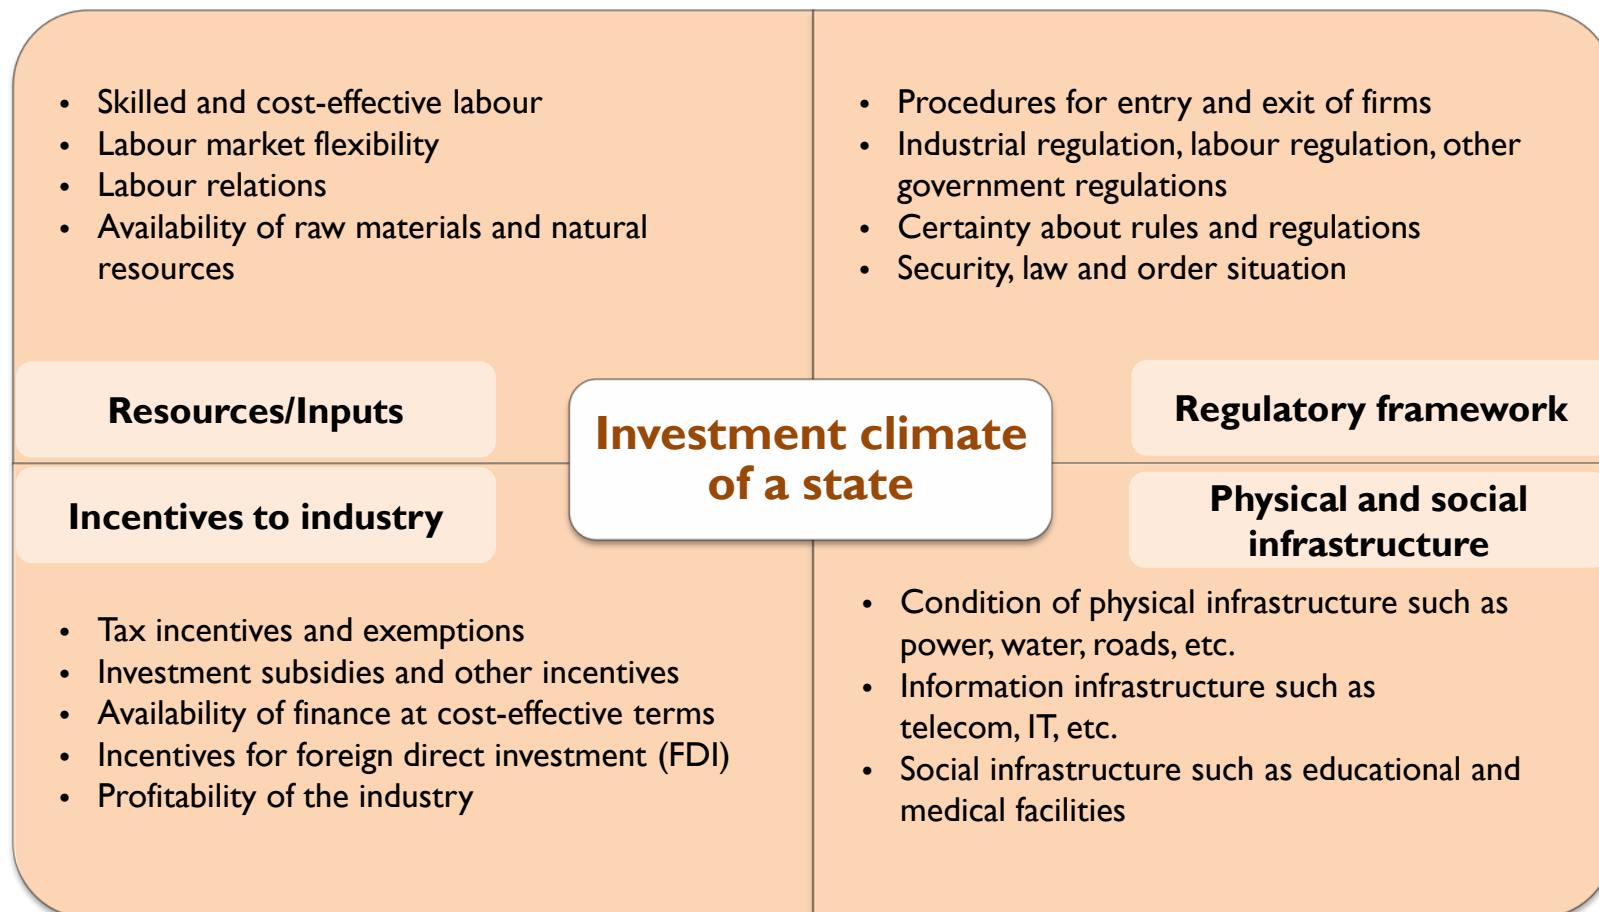 • Skilled and cost-effective labour
• Labour market flexibility
• Labour relations
• Availability of raw materials and natural
resources
Resources/Inputs
• Procedures for entry and exit of firms
• Industrial regulation, labour regulation, other
government regulations
• Certainty about rules and regulations
• Security, law and order situation
Regulatory framework
Investment climate
of a state
Incentives to industry
• Tax incentives and exemptions
• Investment subsidies and other incentives
• Availability of finance at cost-effective terms
• Incentives for foreign direct investment (FDI)
• Profitability of the industry
Physical and social
infrastructure
• Condition of physical infrastructure such as
power, water, roads, etc.
• Information infrastructure such as
telecom, IT, etc.
• Social infrastructure such as educational and
medical facilities